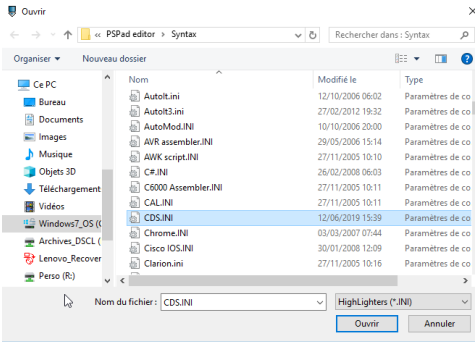 Ouvrir
« PSPad editor > Syntax
Rechercher dans : Syntax
Organiser
Nouveau dossier
Nom
Modifié le
Type
Ce PC
Bureau
Documents
Images
Musique
Objets 3D
Téléchargement
Vidéos
Windows7_OS (C
Archives_DSCL (
Lenovo_Recover
Perso (R:)
AutoIt.ini 12/10/2006 06:02 Paramètres de co
AutoIt3.ini 27/02/2012 19:32 Paramètres de co
AutoMod.INI 10/10/2006 20:00 Paramètres de co
AVR assembler.INI 29/05/2006 15:14 Paramètres de co
AWK script.INI 27/11/2005 10:10 Paramètres de co
C#.INI 26/02/2008 06:03 Paramètres de co
C6000 Assembler.INI 27/11/2005 10:11 Paramètres de co
CAL.INI 27/11/2005 10:11 Paramètres de co
CDS.INI 12/06/2019 15:39 Paramètres de co
Chrome.INI 03/03/2007 07:44 Paramètres de co
Cisco IOS.INI 30/01/2008 12:09 Paramètres de co
Clarion.ini 27/11/2005 10:16 Paramètres de co
Nom du fichier : CDS.INI
HighLighters (*.INI)
Ouvrir
Annuler